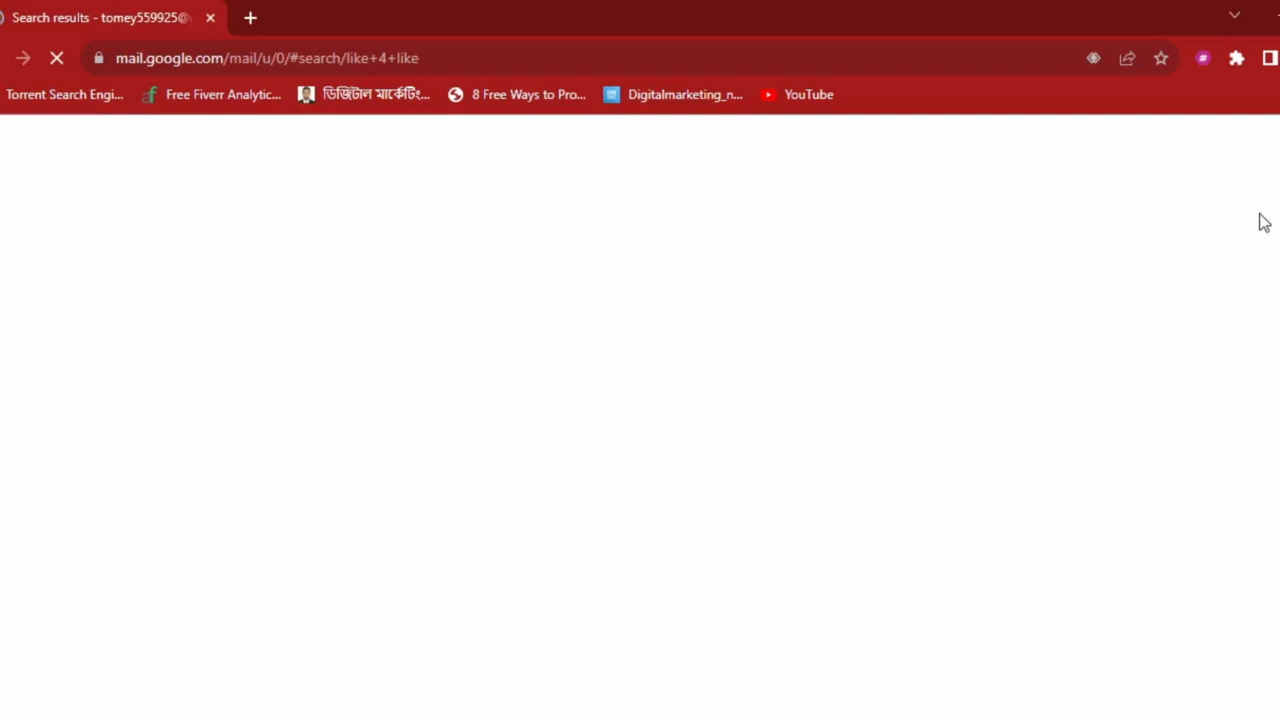 Search results - tomey559925@
mail.google.com/mail/u/0/#search/like+4+like
Torrent Search Engi... Free Fiverr Analytic... ডিজিটাল মার্কেটিং... 8 Free Ways to Pro... Digitalmarketing_n... YouTube